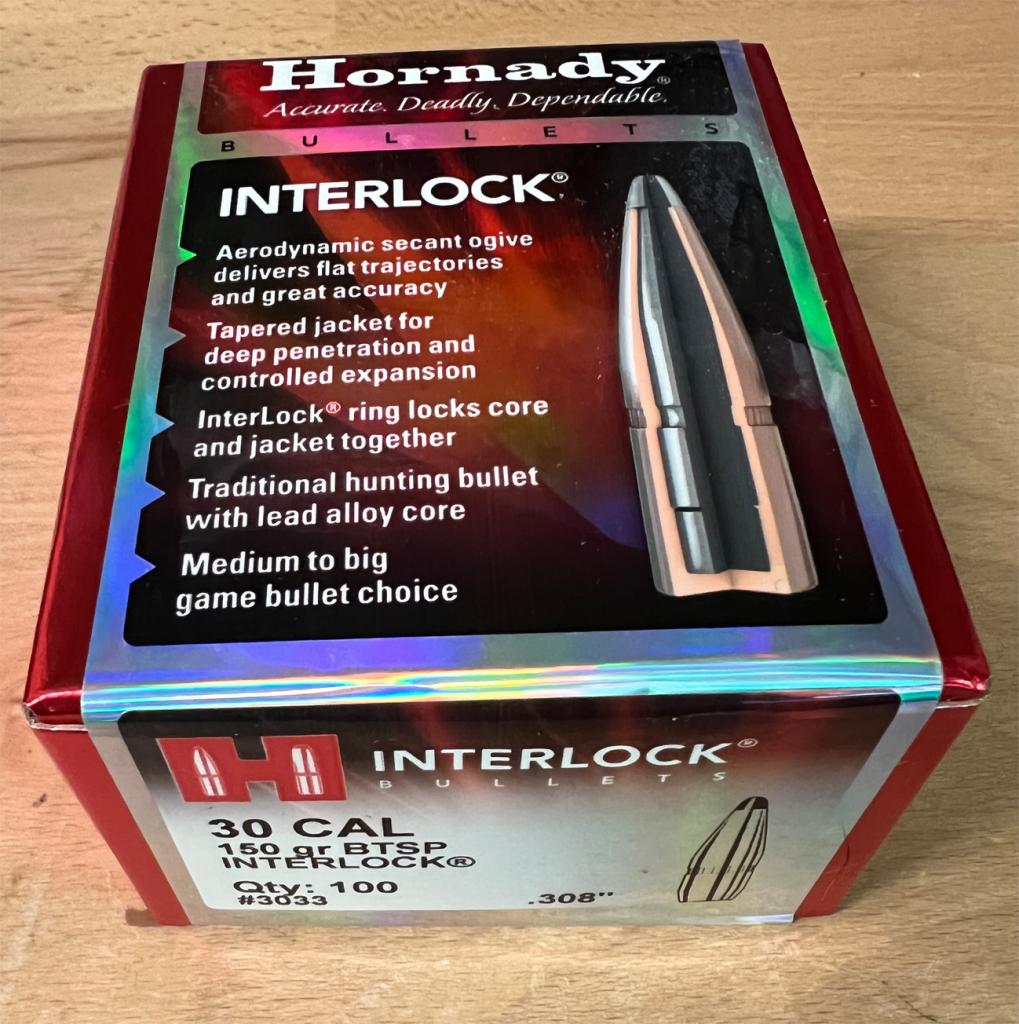 Hornady®
Accurate. Deadly. Dependable.
BULLETS
INTERLOCK®
Aerodynamic secant ogive
delivers flat trajectories
and great accuracy
Tapered jacket for
deep penetration and
controlled expansion
InterLock® ring locks core
and jacket together
Traditional hunting bullet
with lead alloy core
Medium to big
game bullet choice
H
INTERLOCK®
BULLETS
30 CAL
150 gr BTSP
INTERLOCK®
Qty: 100
#3033
.308"